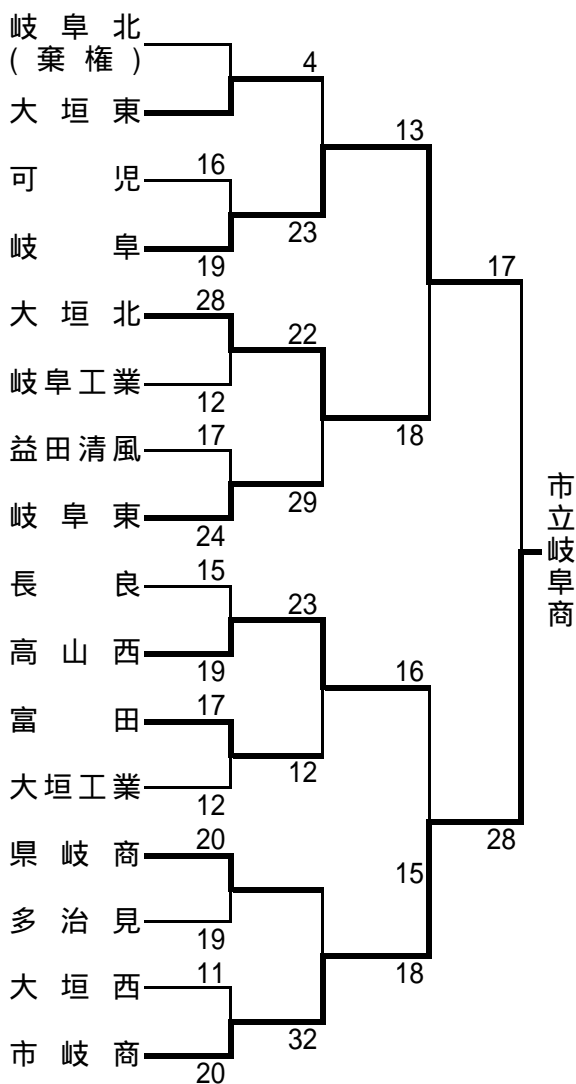 岐阜北
(棄権)
4
大垣東
13
可児
16
岐阜
19
23
17
大垣北
28
22
岐阜工業
12
18
益田清風
17
岐阜東
24
29
市立岐阜商
長良
15
23
高山西
19
16
富田
17
12
大垣工業
12
県岐商
20
28
15
多治見
19
大垣西
11
18
市岐商
20
32